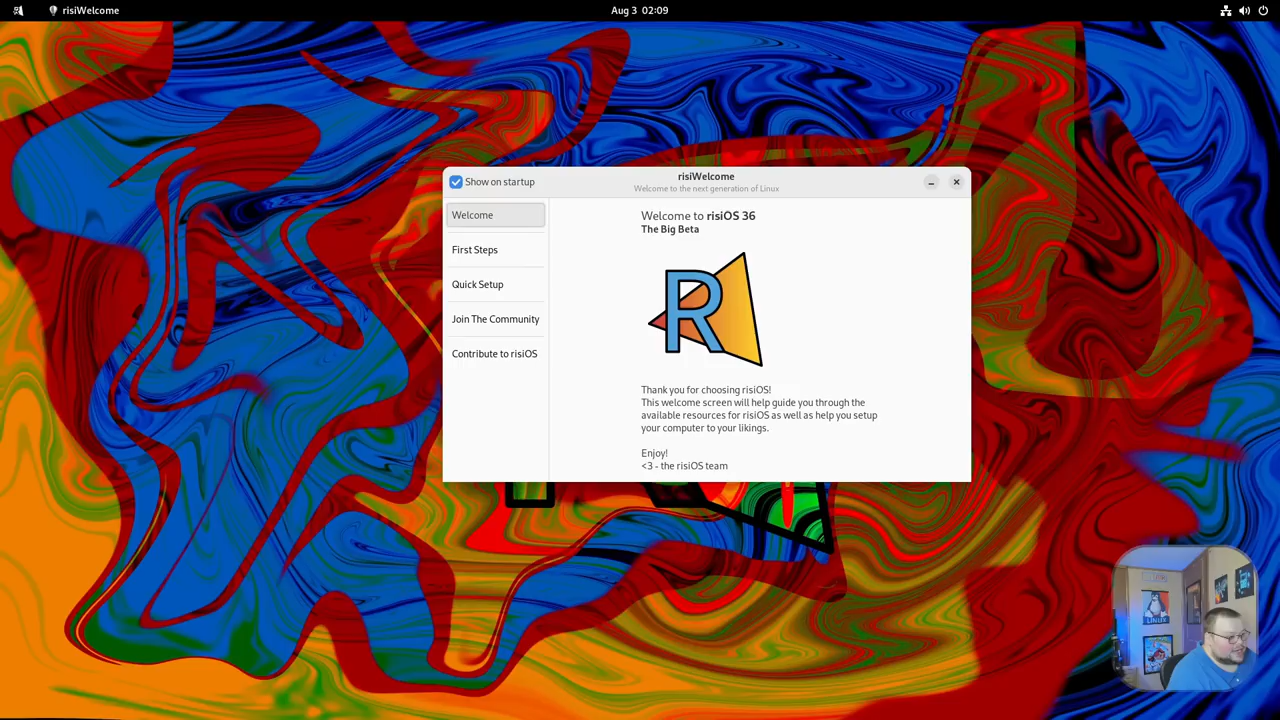 risiWelcome
Aug 3 02:09
Show on startup
risiWelcome
Welcome to the next generation of Linux
Welcome
First Steps
Quick Setup
Join The Community
Contribute to risiOS
Welcome to risiOS 36
The Big Beta
R
Thank you for choosing risiOS!
This welcome screen will help guide you through the
available resources for risiOS as well as help you setup
your computer to your likings.
Enjoy!
<3 - the risiOS team
LINUX